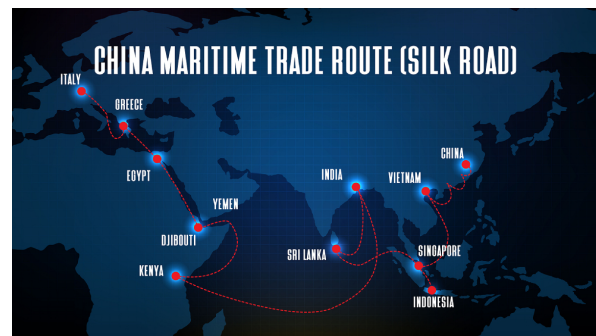 CHINA MARITIME TRADE ROUTE (SILK ROAD)
ITALY
GREECE
EGYPT
YEMEN
DJIBOUTI
KENYA
INDIA
SRI LANKA
VIETNAM
CHINA
SINGAPORE
INDONESIA